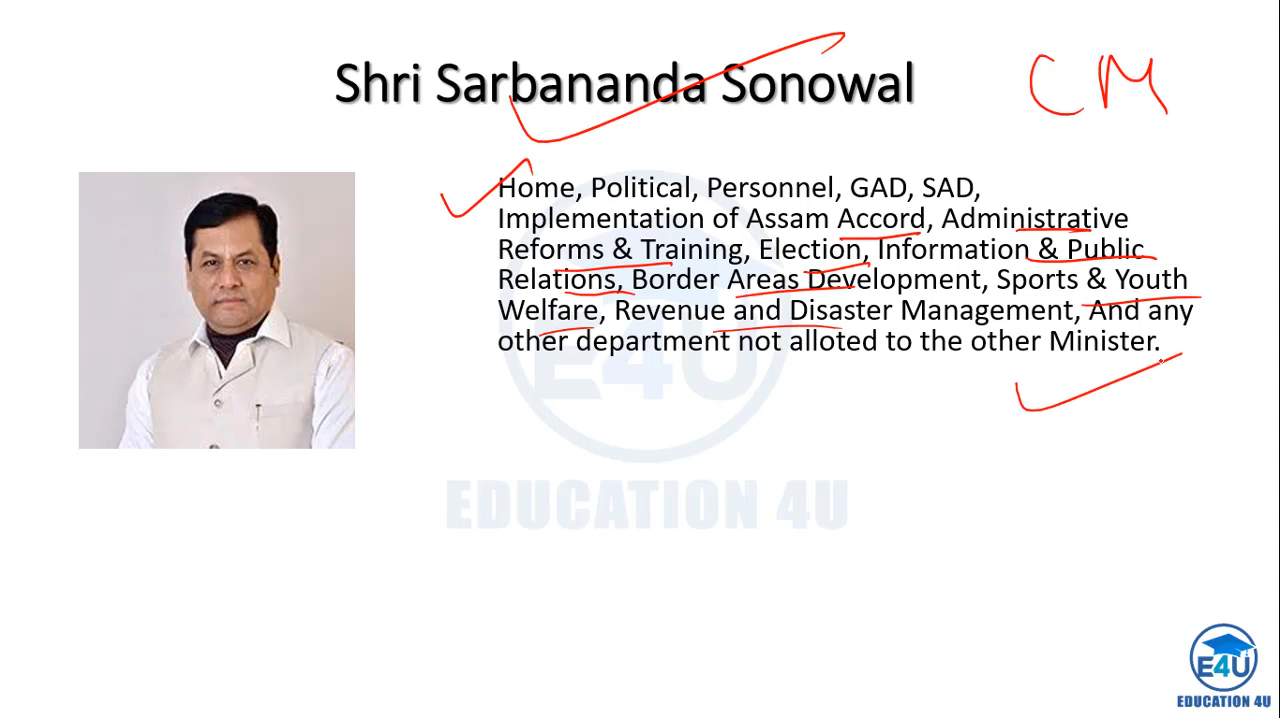 Shri Sarbananda Sonowal
CM
Home, Political, Personnel, GAD, SAD,
Implementation of Assam Accord, Administrative
Reforms & Training, Election, Information & Public
Relations, Border Areas Development, Sports & Youth
Welfare, Revenue and Disaster Management, And any
other department not alloted to the other Minister.
E4U
EDUCATION 4U
E4U
EDUCATION 4U